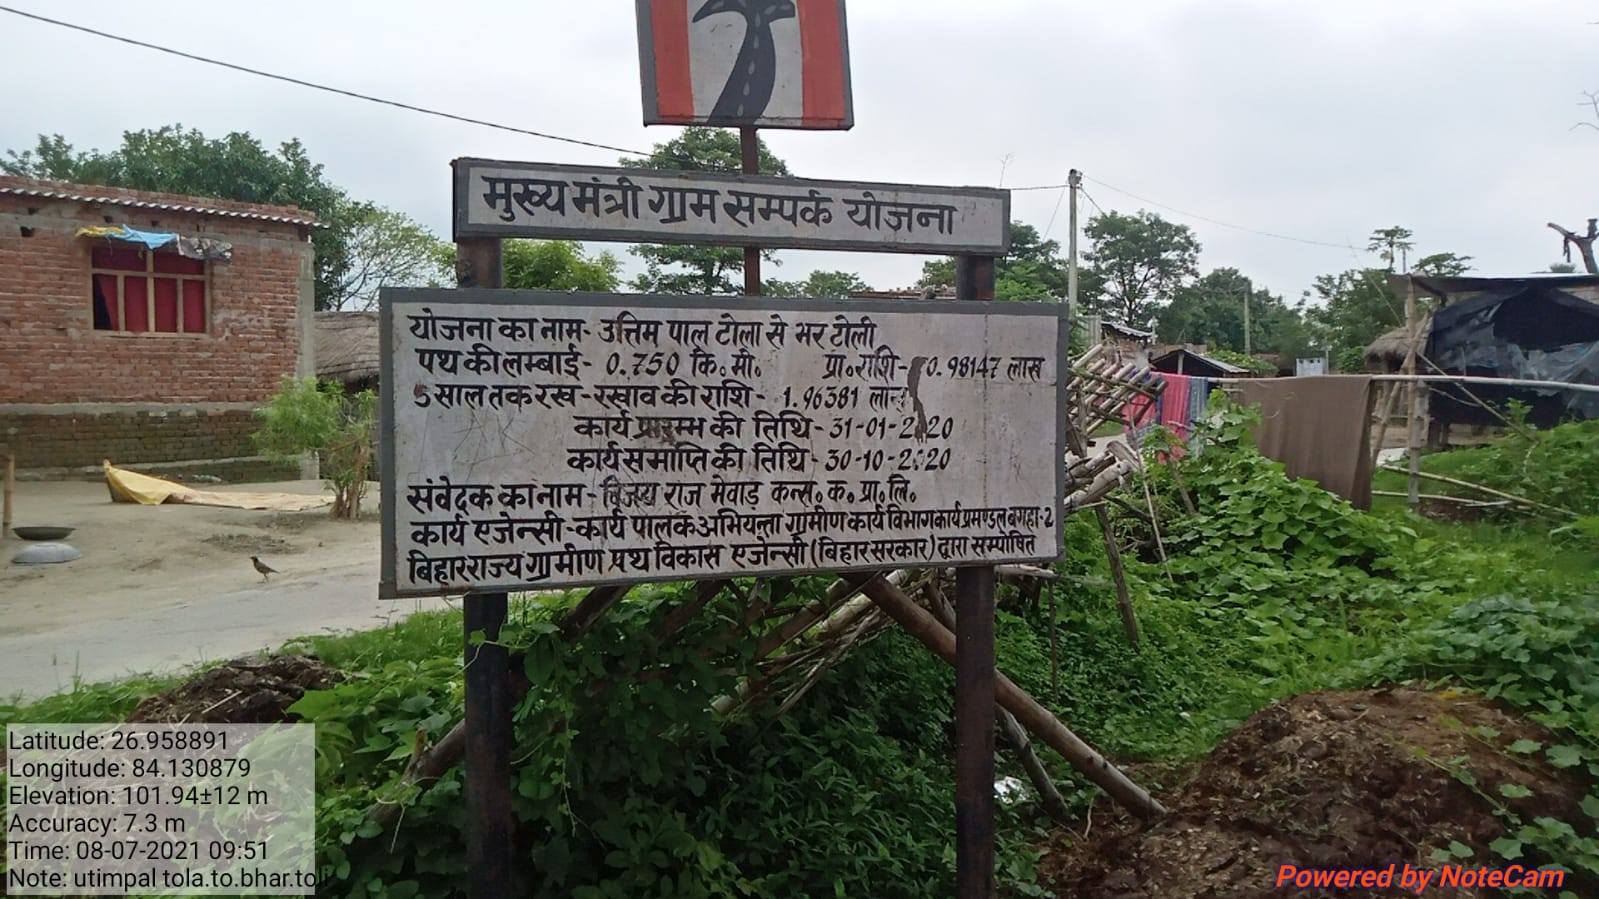 मुख्य मंत्री ग्राम सम्पर्क योजना
योजना का नाम- उत्तिम पाल टोला से भर टोली
पथ की लम्बाई- 0.750 कि॰ मी॰ प्रा॰ राशि- 0.98147 लाख
5 साल तक रख-रखाव की राशि- 1.96381 लाख
कार्य प्रारम्भ की तिथि- 31-01-2020
कार्य समाप्ति की तिथि- 30-10-2020
संवेदक का नाम- विजय राज मेवाड़ कन्स॰ क॰ प्रा॰ लि॰
कार्य एजेन्सी-कार्य पालक अभियन्ता ग्रामीण कार्य विभाग कार्य प्रमण्डल बगहा-2
बिहार राज्य ग्रामीण पथ विकास एजेन्सी (बिहार सरकार) द्वारा सम्पोषित
Latitude: 26.958891
Longitude: 84.130879
Elevation: 101.94±12 m
Accuracy: 7.3 m
Time: 08-07-2021 09:51
Note: utimpal tola.to.bhar.toli
Powered by NoteCam